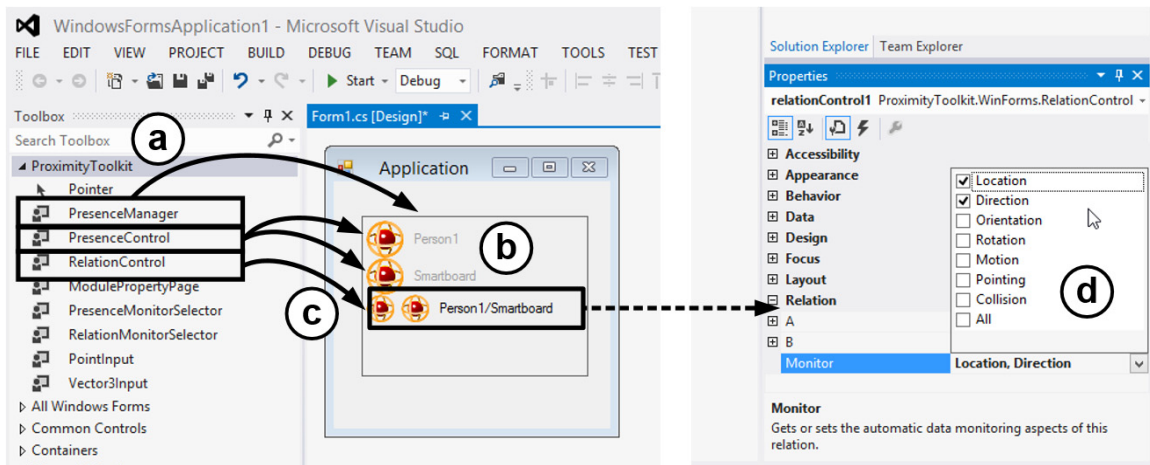 WindowsFormsApplication1 - Microsoft Visual Studio
FILE EDIT VIEW PROJECT BUILD DEBUG TEAM SQL FORMAT TOOLS TEST
Start Debug
Toolbox
Search Toolbox
ProximityToolkit
Pointer
PresenceManager
PresenceControl
RelationControl
ModulePropertyPage
PresenceMonitorSelector
RelationMonitorSelector
PointInput
Vector3Input
All Windows Forms
Common Controls
Containers
a
Form1.cs [Design]*
Application
Person1
Smartboard
Person1/Smartboard
b
c
Solution Explorer Team Explorer
Properties
relationControl1 ProximityToolkit.WinForms.RelationControl
Accessibility
Appearance
Behavior
Data
Design
Focus
Layout
Relation
A
B
Monitor Location, Direction
Location
Direction
Orientation
Rotation
Motion
Pointing
Collision
All
d
Monitor
Gets or sets the automatic data monitoring aspects of this
relation.